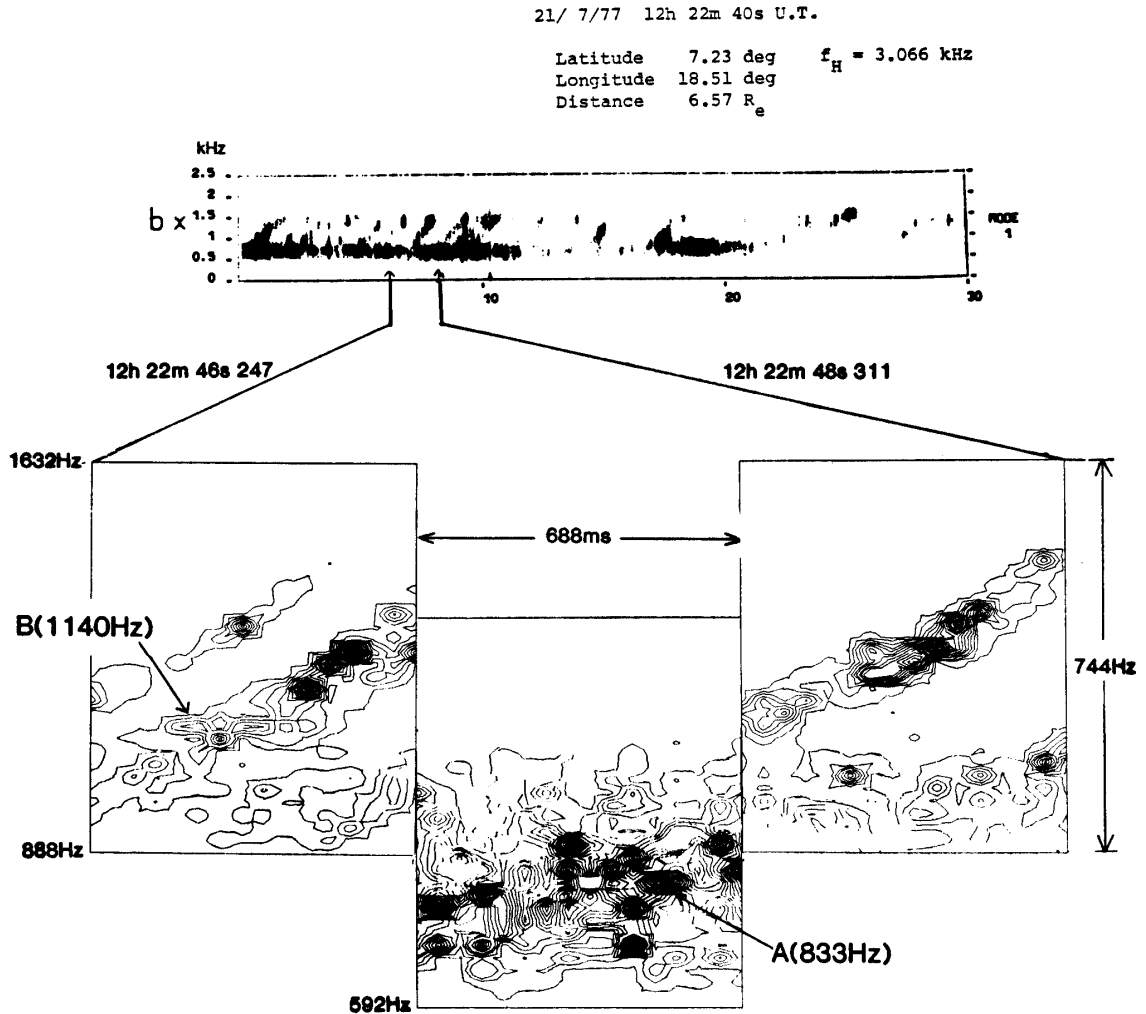 21/ 7/77 12h 22m 40s U.T.
Latitude 7.23 deg f_H = 3.066 kHz
Longitude 18.51 deg
Distance 6.57 R_e
kHz
2.5
2
b x 1.5
1
0.5
0
MODE
1
10 20 30
12h 22m 46s 247 12h 22m 48s 311
1632Hz
688ms
B(1140Hz)
744Hz
888Hz
A(833Hz)
592Hz